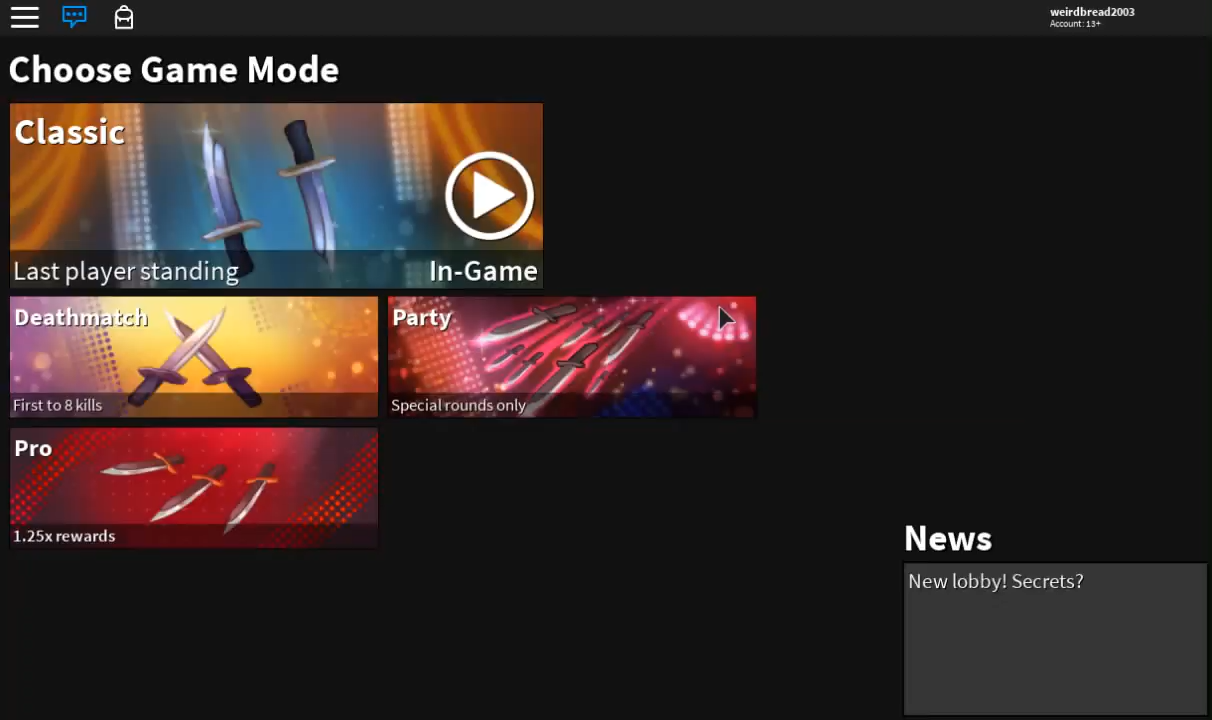 weirdbread2003
Account: 13+
Choose Game Mode
Classic
Last player standing
In-Game
Deathmatch
First to 8 kills
Party
Special rounds only
Pro
1.25x rewards
News
New lobby! Secrets?